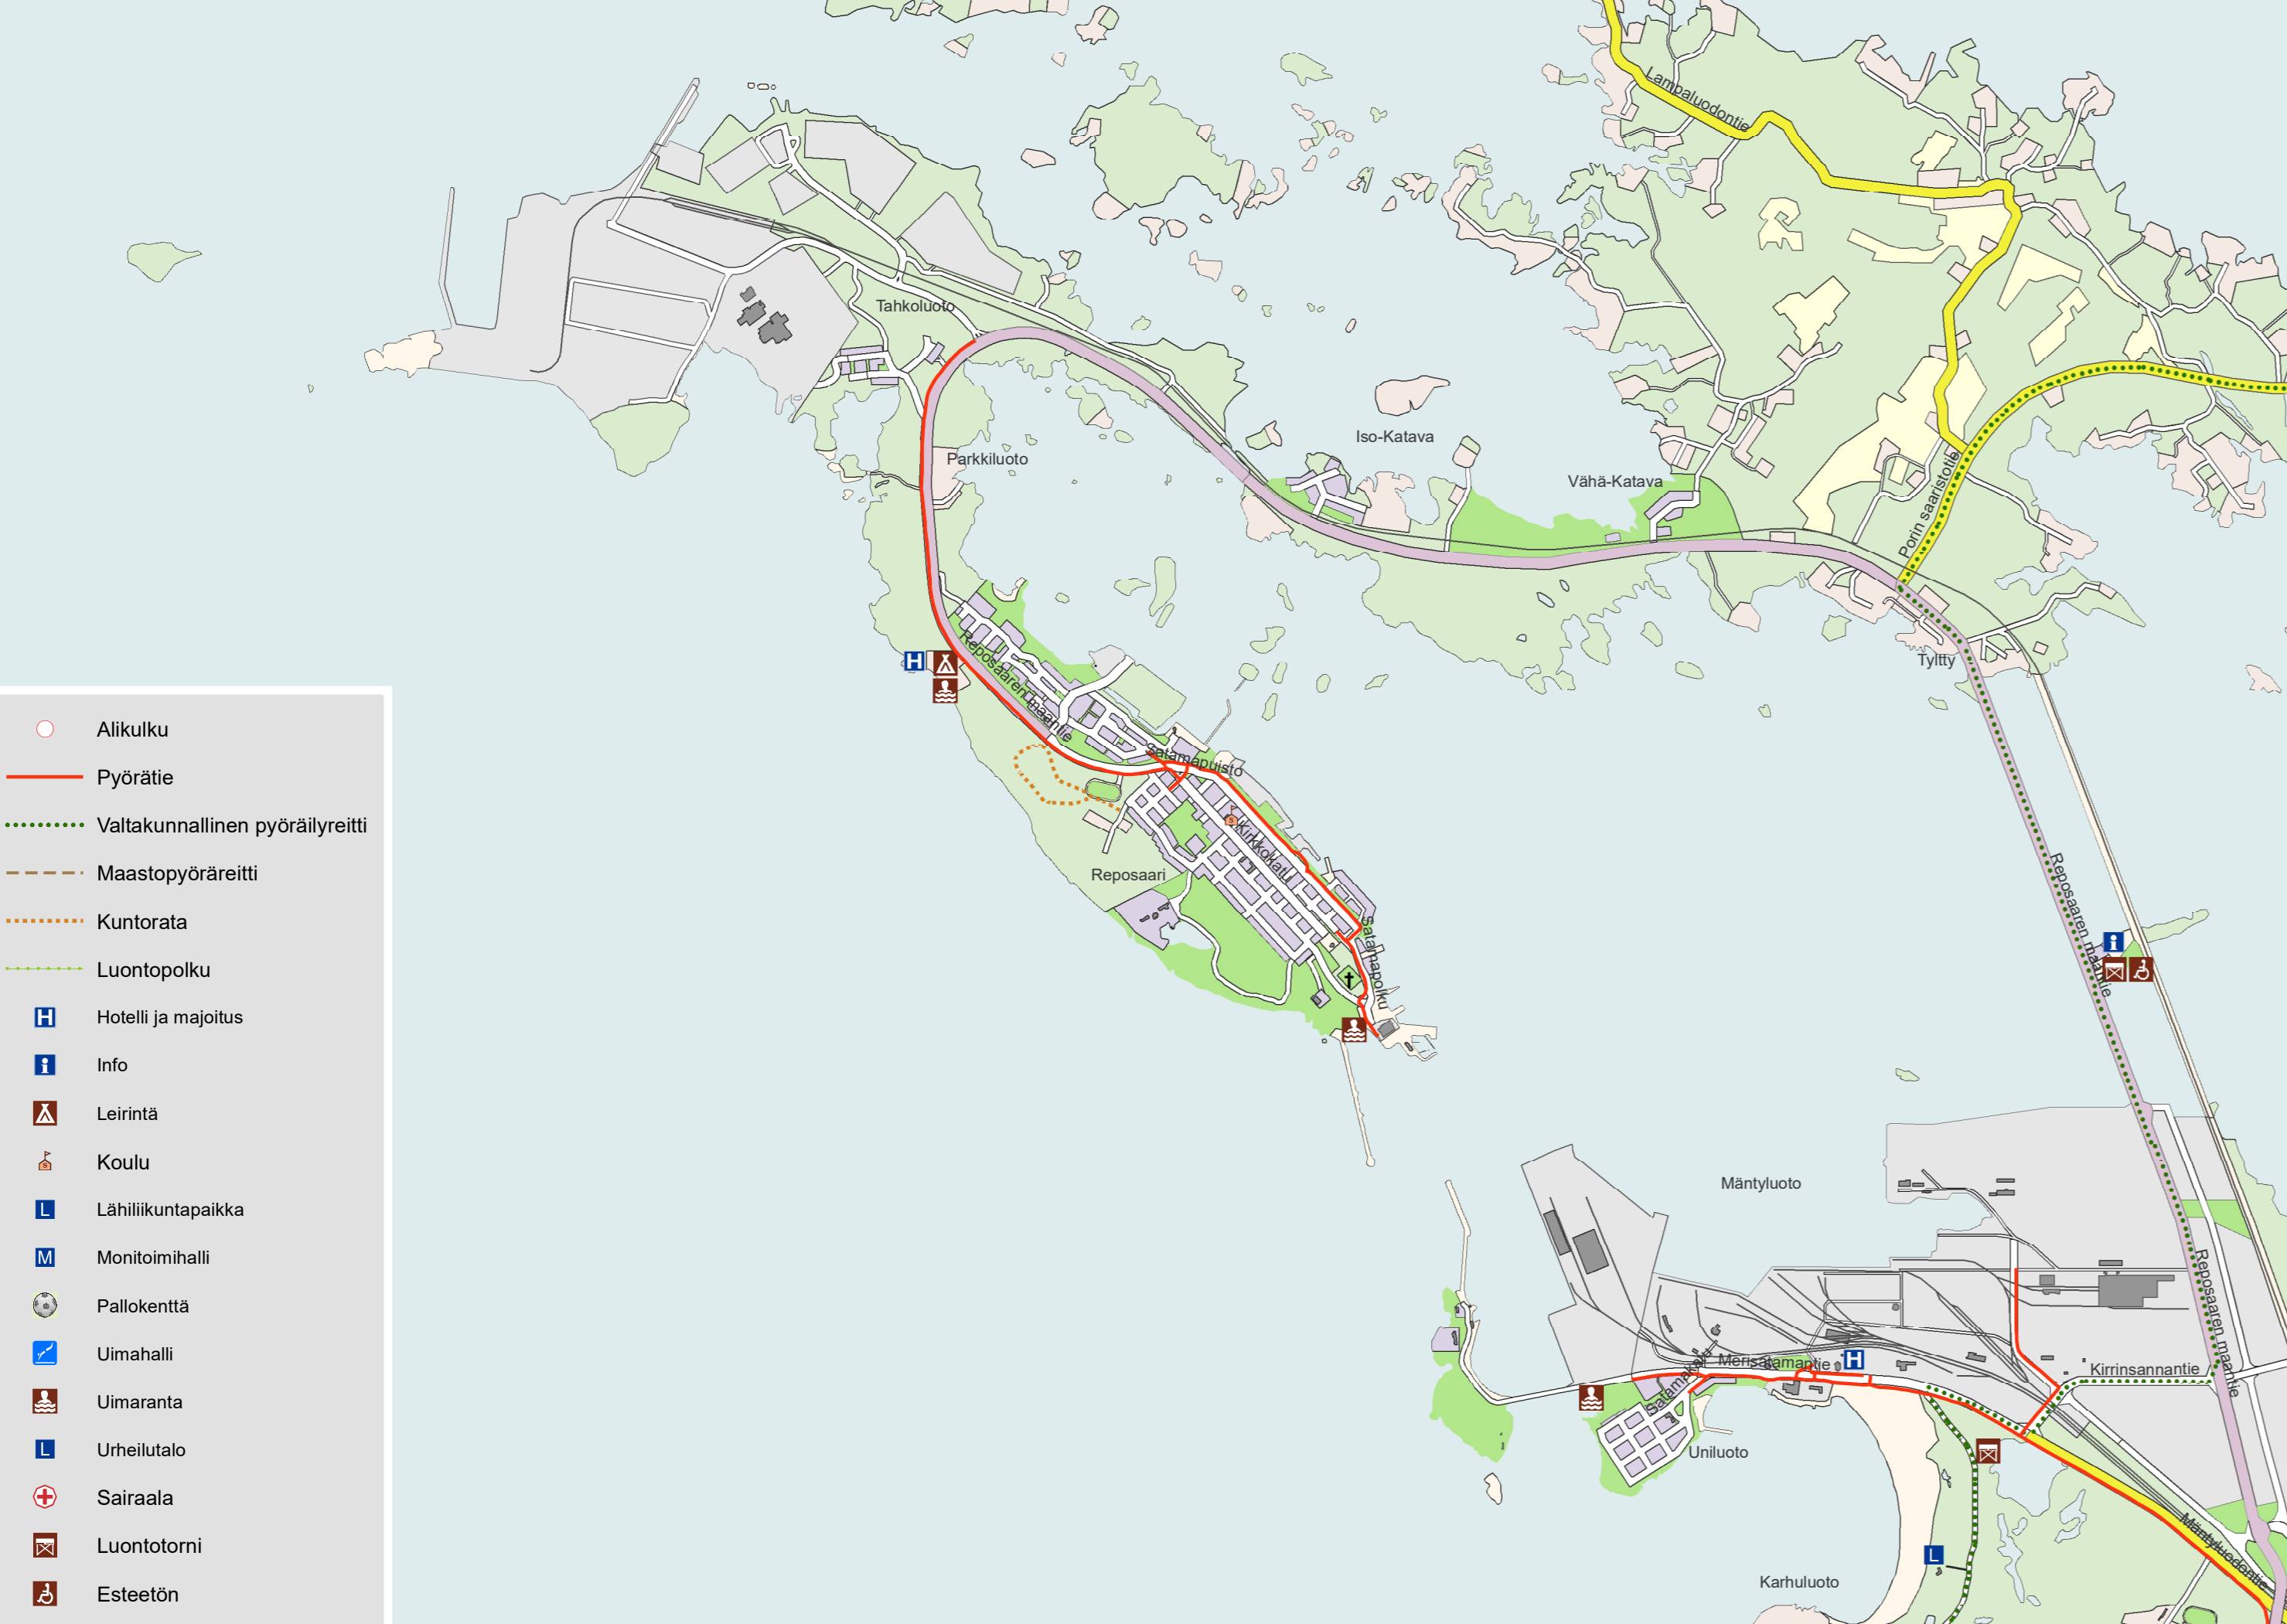 Lampaluodontie
Tahkoluoto
Iso-Katava
Parkkiluoto
Vähä-Katava
Porin saaristotie
Tyltty
Reposaaren maantie
Satamapuisto
Kirkkokatu
Reposaari
Satamapolku
Reposaaren maantie
Mäntyluoto
Reposaaren maantie
Merisatamantie
Kirrinsannantie
Satamakatu
Uniluoto
Mäntyluodontie
Karhuluoto
Alikulku
Pyörätie
Valtakunnallinen pyöräilyreitti
Maastopyöräreitti
Kuntorata
Luontopolku
H Hotelli ja majoitus
i Info
Leirintä
Koulu
L Lähiliikuntapaikka
M Monitoimihalli
Pallokenttä
Uimahalli
Uimaranta
L Urheilutalo
Sairaala
Luontotorni
Esteetön
H
i
H
L